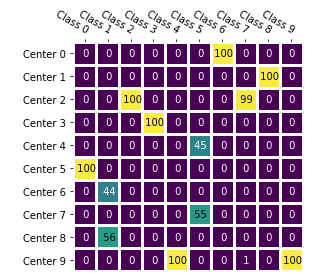 Class 0 Class 1 Class 2 Class 3 Class 4 Class 5 Class 6 Class 7 Class 8 Class 9
Center 0 0 0 0 0 0 0 100 0 0 0
Center 1 0 0 0 0 0 0 0 0 100 0
Center 2 0 0 100 0 0 0 0 99 0 0
Center 3 0 0 0 100 0 0 0 0 0 0
Center 4 0 0 0 0 0 45 0 0 0 0
Center 5 100 0 0 0 0 0 0 0 0 0
Center 6 0 44 0 0 0 0 0 0 0 0
Center 7 0 0 0 0 0 55 0 0 0 0
Center 8 0 56 0 0 0 0 0 0 0 0
Center 9 0 0 0 0 100 0 0 1 0 100